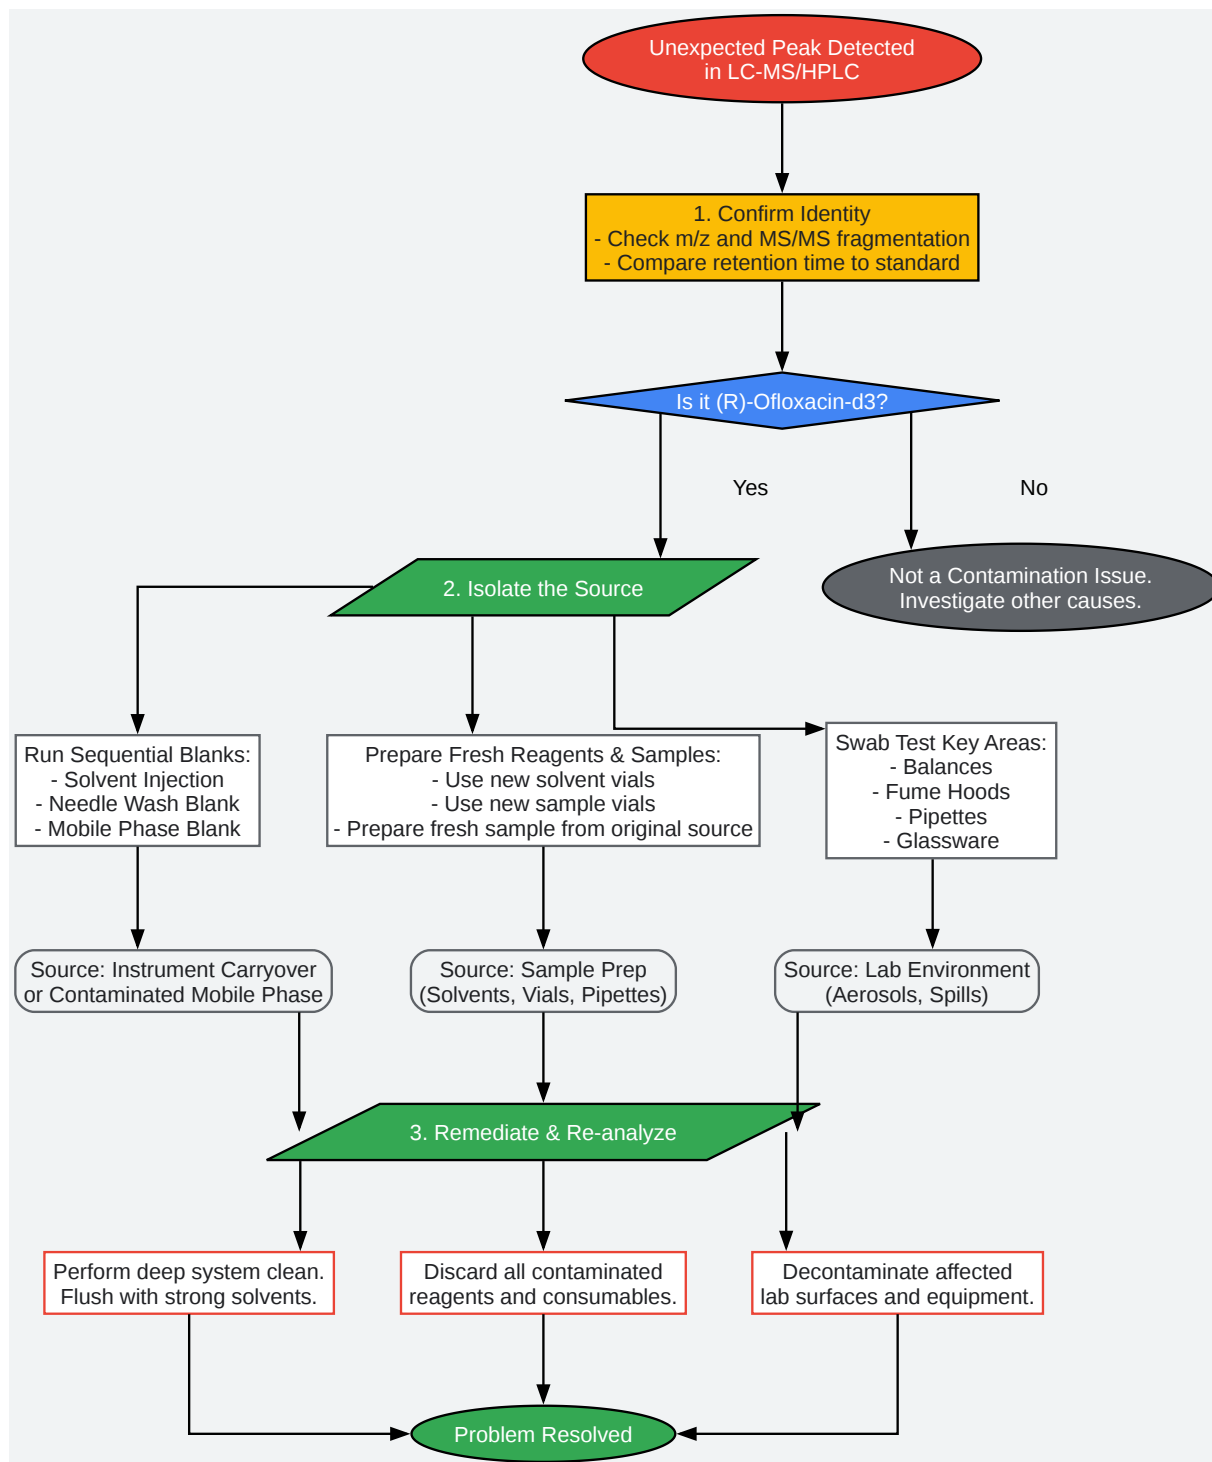 Unexpected Peak Detected
in LC-MS/HPLC
1. Confirm Identity
- Check m/z and MS/MS fragmentation
- Compare retention time to standard
Is it (R)-Ofloxacin-d3?
Yes
No
2. Isolate the Source
Not a Contamination Issue.
Investigate other causes.
Run Sequential Blanks:
- Solvent Injection
- Needle Wash Blank
- Mobile Phase Blank
Prepare Fresh Reagents & Samples:
- Use new solvent vials
- Use new sample vials
- Prepare fresh sample from original source
Swab Test Key Areas:
- Balances
- Fume Hoods
- Pipettes
- Glassware
Source: Instrument Carryover
or Contaminated Mobile Phase
Source: Sample Prep
(Solvents, Vials, Pipettes)
Source: Lab Environment
(Aerosols, Spills)
3. Remediate & Re-analyze
Perform deep system clean.
Flush with strong solvents.
Discard all contaminated
reagents and consumables.
Decontaminate affected
lab surfaces and equipment.
Problem Resolved